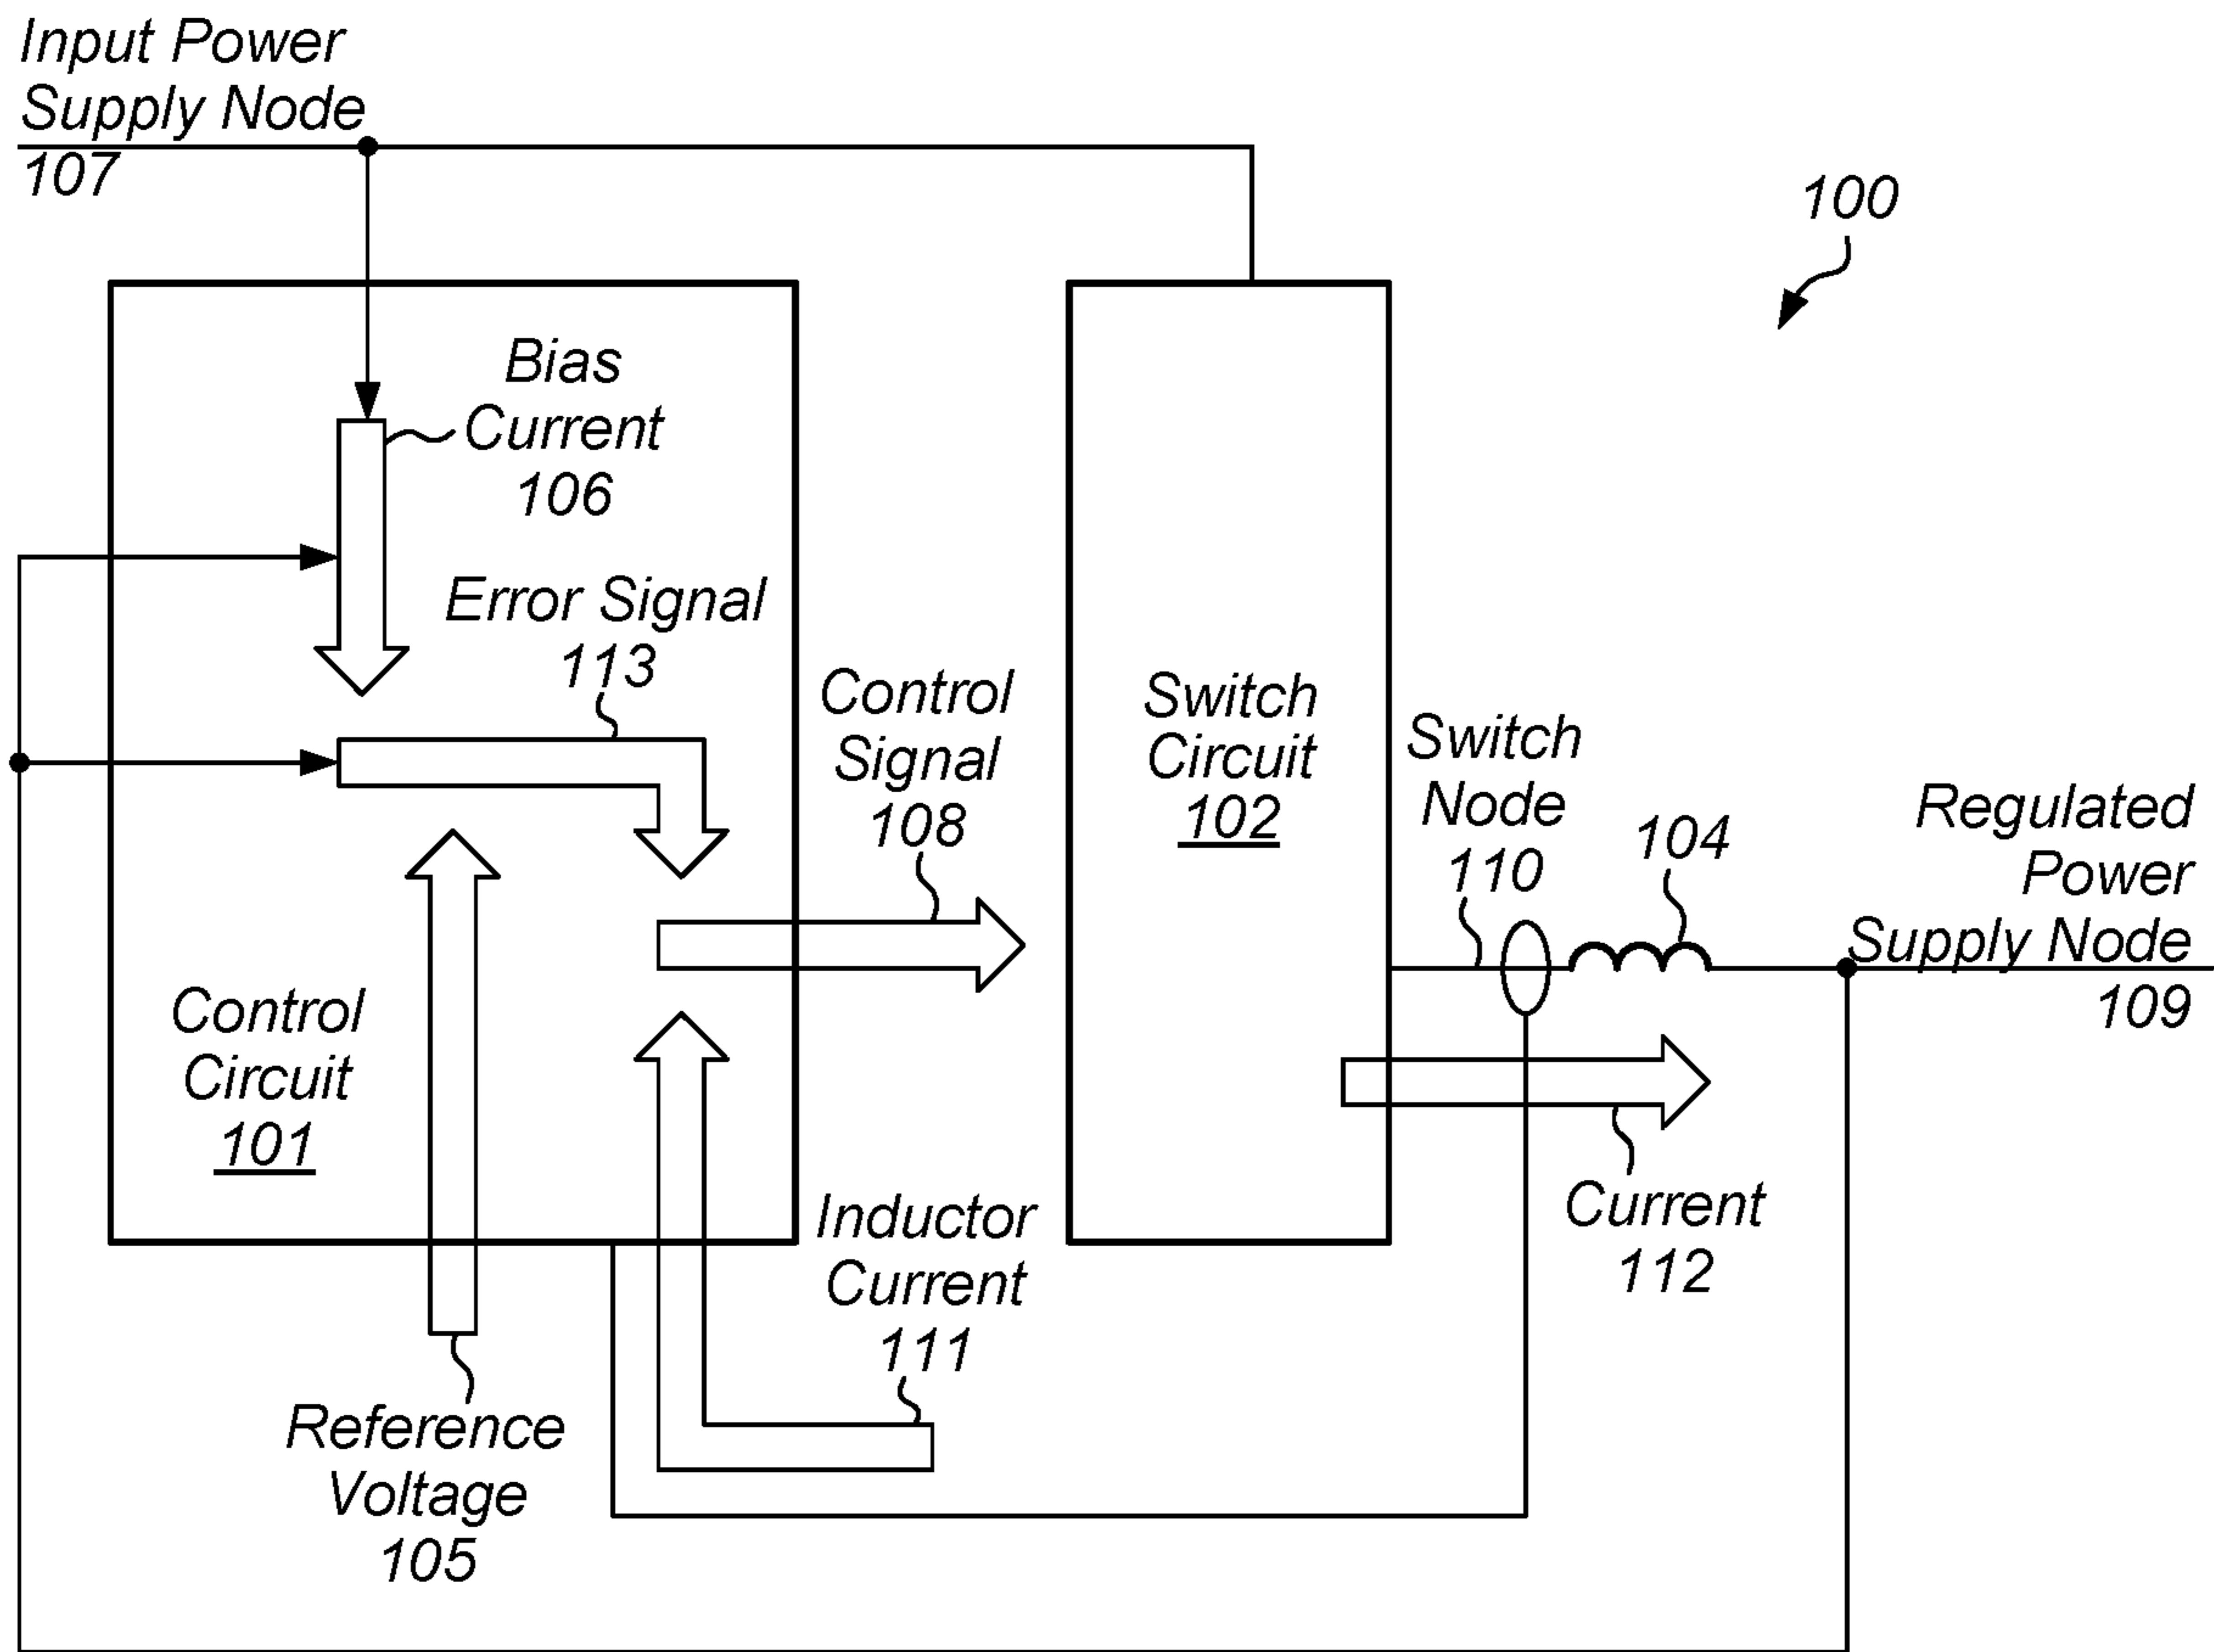 Input Power
Supply Node
107
100
Bias
Current
106
Error Signal
113
Control
Signal
108
Switch
Circuit
102
Switch
Node
110
104
Regulated
Power
Supply Node
109
Control
Circuit
101
Inductor
Current
111
Current
112
Reference
Voltage
105